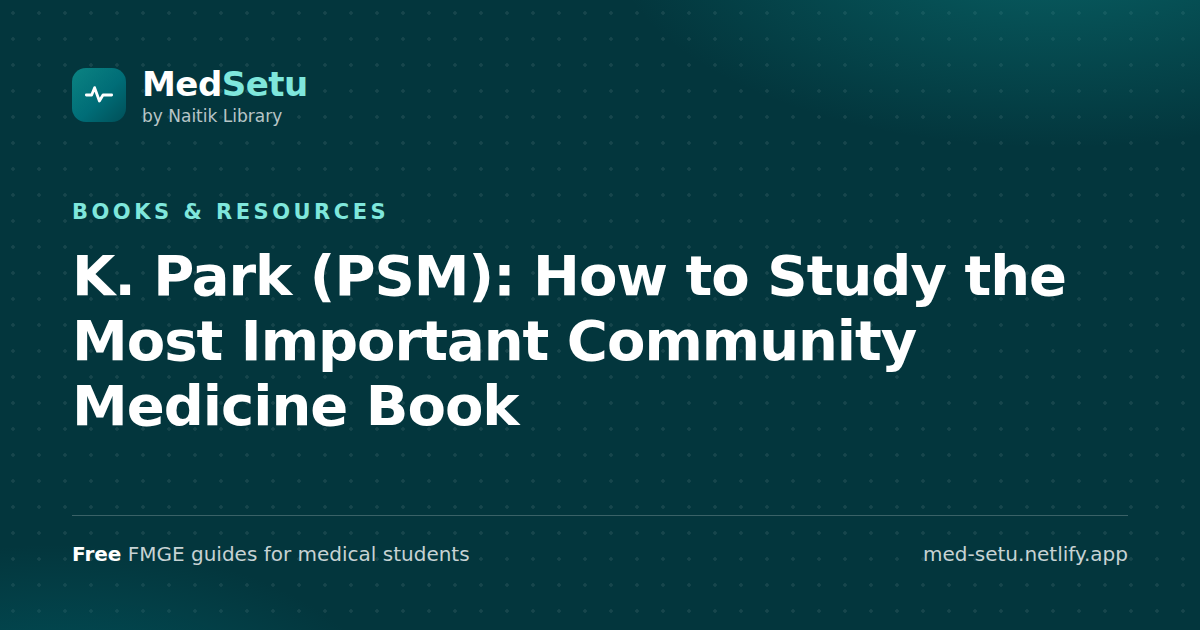 MedSetu
by Naitik Library
BOOKS & RESOURCES
K. Park (PSM): How to Study the
Most Important Community
Medicine Book
Free FMGE guides for medical students
med-setu.netlify.app